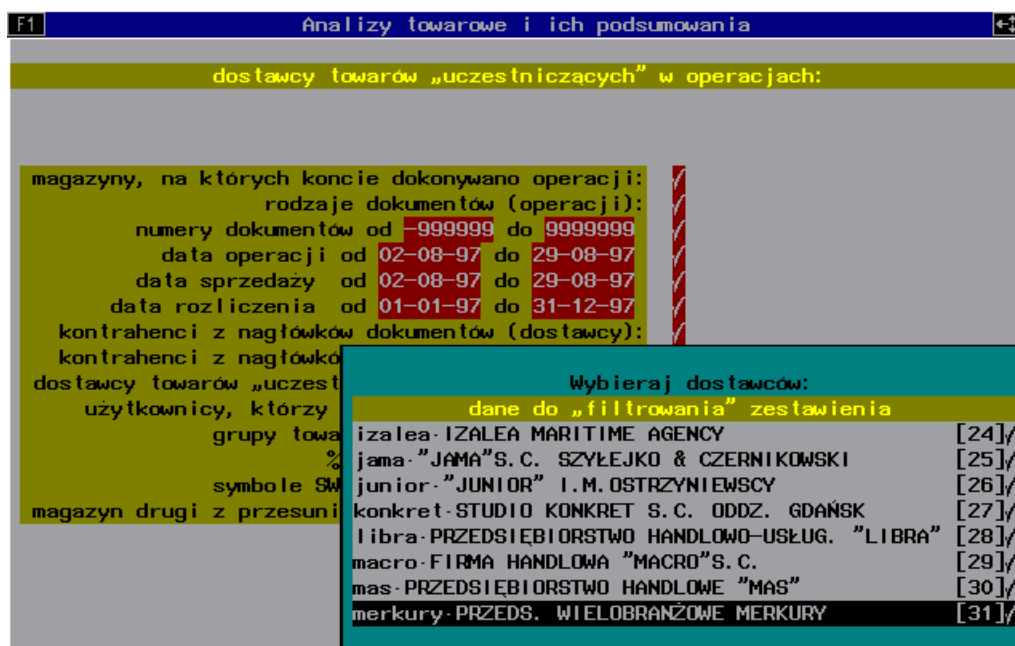 F1 Analizy towarowe i ich podsumowania
dostawcy towarów „uczestniczących” w operacjach:
magazyny, na których koncie dokonywano operacji: √
rodzaje dokumentów (operacji): √
numery dokumentów od -999999 do 9999999 √
data operacji od 02-08-97 do 29-08-97 √
data sprzedaży od 02-08-97 do 29-08-97 √
data rozliczenia od 01-01-97 do 31-12-97 √
kontrahenci z nagłówków dokumentów (dostawcy): √
kontrahenci z nagłówkó
dostawcy towarów „uczest
użytkownicy, którzy
grupy towa
%
symbole SW
magazyn drugi z przesuni
Wybieraj dostawców:
dane do „filtrowania” zestawienia
izalea·IZALEA MARITIME AGENCY [24]√
jama·"JAMA"S.C. SZYŁEJKO & CZERNIKOWSKI [25]√
junior·"JUNIOR" I.M.OSTRZYNIEWSCY [26]√
konkret·STUDIO KONKRET S.C. ODDZ. GDAŃSK [27]√
libra·PRZEDSIĘBIORSTWO HANDLOWO-USŁUG. "LIBRA" [28]√
macro·FIRMA HANDLOWA "MACRO"S.C. [29]√
mas·PRZEDSIĘBIORSTWO HANDLOWE "MAS" [30]√
merkury·PRZEDS. WIELOBRANŻOWE MERKURY [31]√